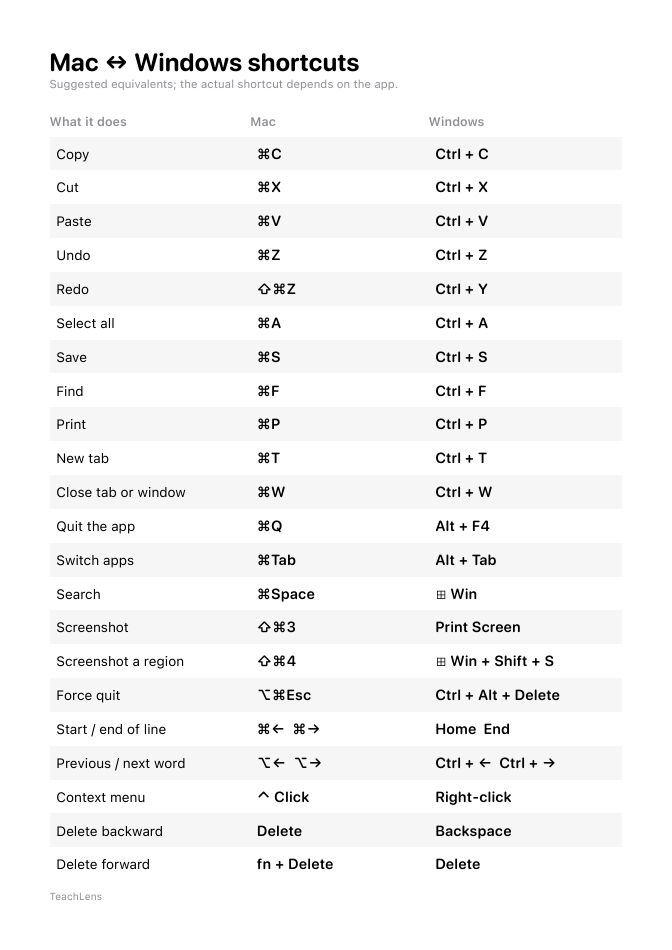 Mac ↔ Windows shortcuts
Suggested equivalents; the actual shortcut depends on the app.
What it does Mac Windows
Copy ⌘C Ctrl + C
Cut ⌘X Ctrl + X
Paste ⌘V Ctrl + V
Undo ⌘Z Ctrl + Z
Redo ⇧⌘Z Ctrl + Y
Select all ⌘A Ctrl + A
Save ⌘S Ctrl + S
Find ⌘F Ctrl + F
Print ⌘P Ctrl + P
New tab ⌘T Ctrl + T
Close tab or window ⌘W Ctrl + W
Quit the app ⌘Q Alt + F4
Switch apps ⌘Tab Alt + Tab
Search ⌘Space ⊞ Win
Screenshot ⇧⌘3 Print Screen
Screenshot a region ⇧⌘4 ⊞ Win + Shift + S
Force quit ⌥⌘Esc Ctrl + Alt + Delete
Start / end of line ⌘← ⌘→ Home End
Previous / next word ⌥← ⌥→ Ctrl + ← Ctrl + →
Context menu ^ Click Right-click
Delete backward Delete Backspace
Delete forward fn + Delete Delete
TeachLens